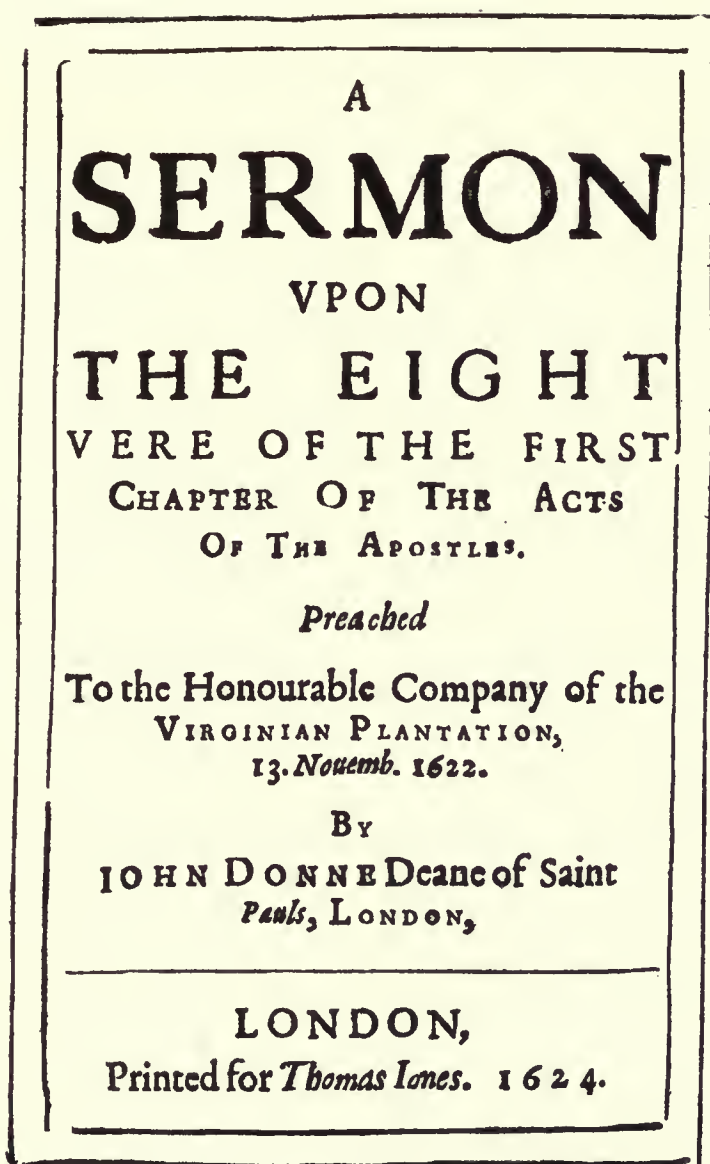 A
SERMON
VPON
THE EIGHT
VERE OF THE FIRST
CHAPTER OF THE ACTS
OF THE APOSTLES.
Preached
To the Honourable Company of the
VIRGINIAN PLANTATION,
13. Nouemb. 1622.
BY
IOHN DONNE Deane of Saint
Pauls, LONDON,
LONDON,
Printed for Thomas Iones. 1624.